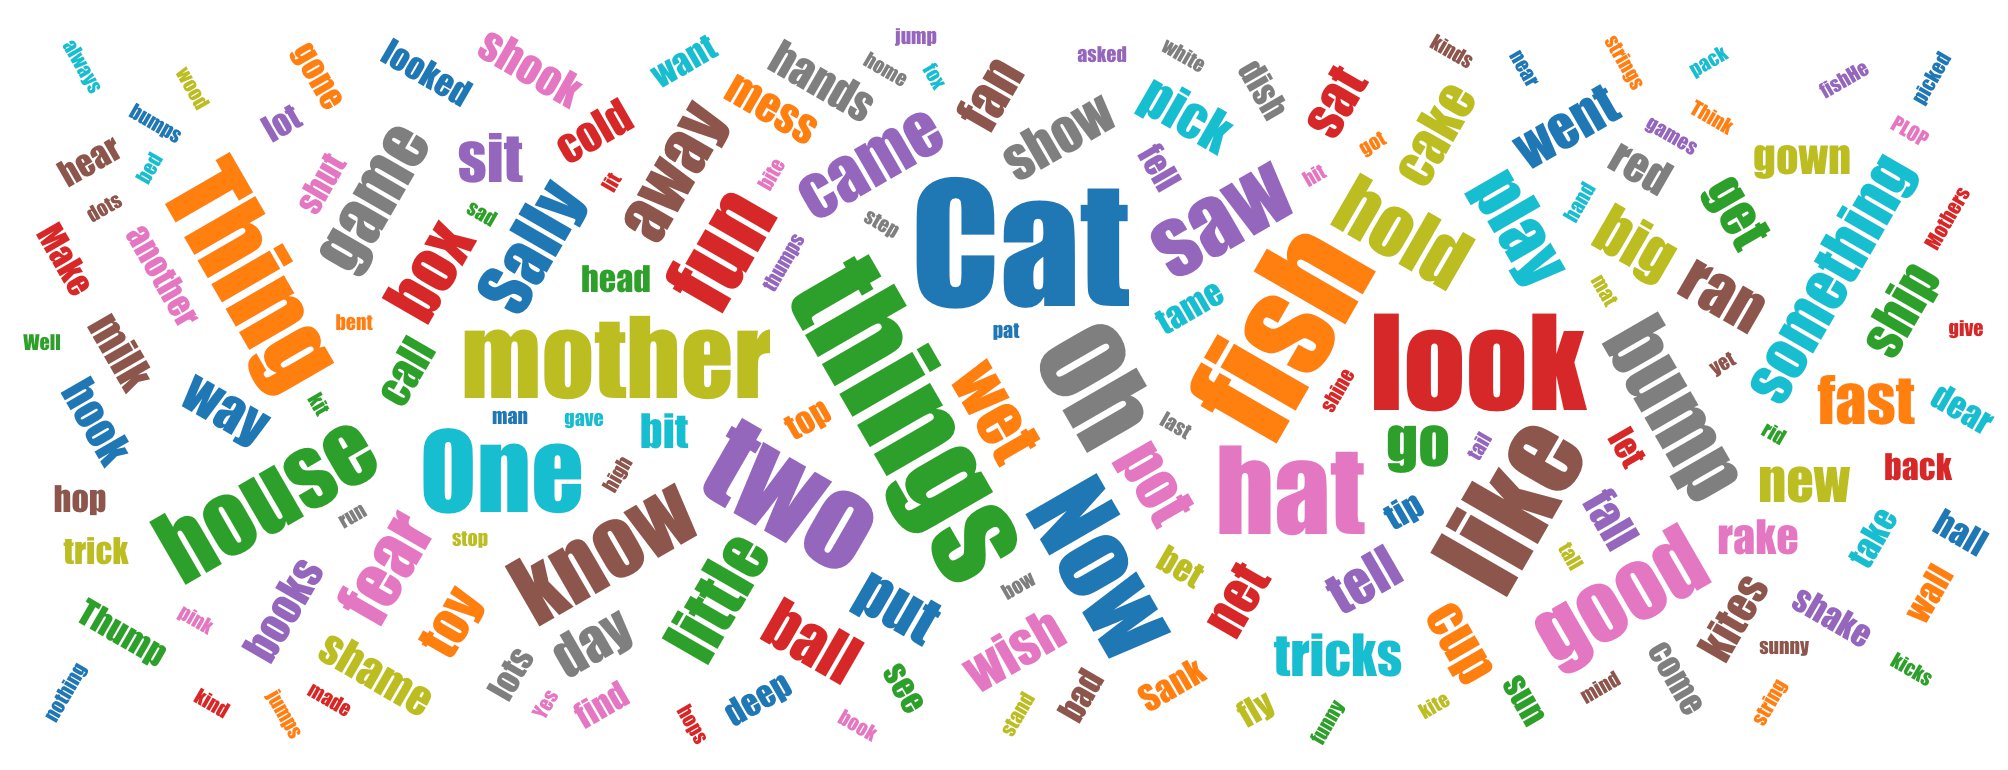 always
wood
gone
looked
shook
want
hands
home
jump
fox
fan
asked
white
dish
sat
kinds
near
strings
pack
fishHe
picked
bumps
lot
hear
bed
dots
Thing
shut
game
sit
cold
lit
away
mess
bite
came
show
pick
fell
got
cake
went
games
Think
PLOP
red
gown
hit
hand
get
something
Mothers
Make
another
box
sad
Sally
head
fun
thumps
step
Cat
saw
hold
play
big
mat
ran
ship
give
Well
milk
bent
call
mother
things
pat
tame
fish
look
bump
yet
hook
way
kit
man
gave
bit
top
wet
Oh
last
shine
go
tail
let
rid
fast
dear
house
One
high
two
pot
hat
like
new
back
hop
trick
run
fear
stop
know
little
Now
bet
tip
tell
fall
tall
good
rake
take
hall
Thump
pink
books
shame
toy
day
ball
put
bow
wish
net
tricks
cup
kites
sunny
shake
wall
kicks
nothing
kind
jumps
made
lots
Yes
find
hops
deep
book
see
stand
bad
Sank
fly
funny
kite
sun
mind
come
string